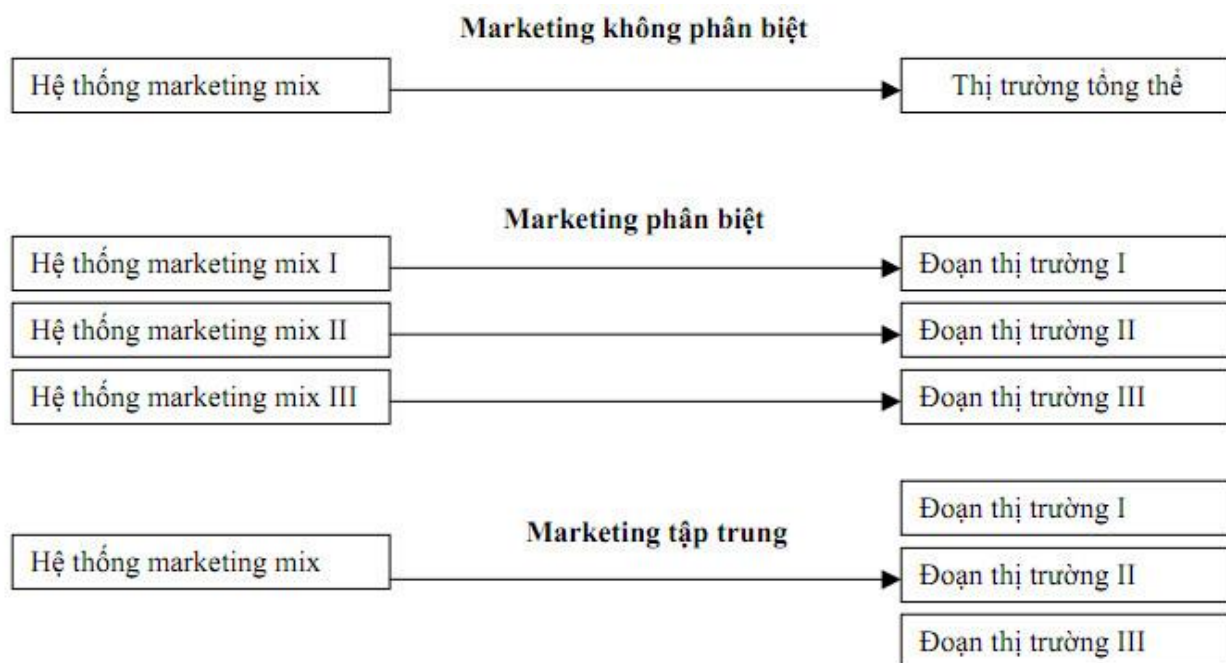 Marketing không phân biệt
Hệ thống marketing mix
Thị trường tổng thể
Marketing phân biệt
Hệ thống marketing mix I
Đoạn thị trường I
Hệ thống marketing mix II
Đoạn thị trường II
Hệ thống marketing mix III
Đoạn thị trường III
Đoạn thị trường I
Marketing tập trung
Hệ thống marketing mix
Đoạn thị trường II
Đoạn thị trường III